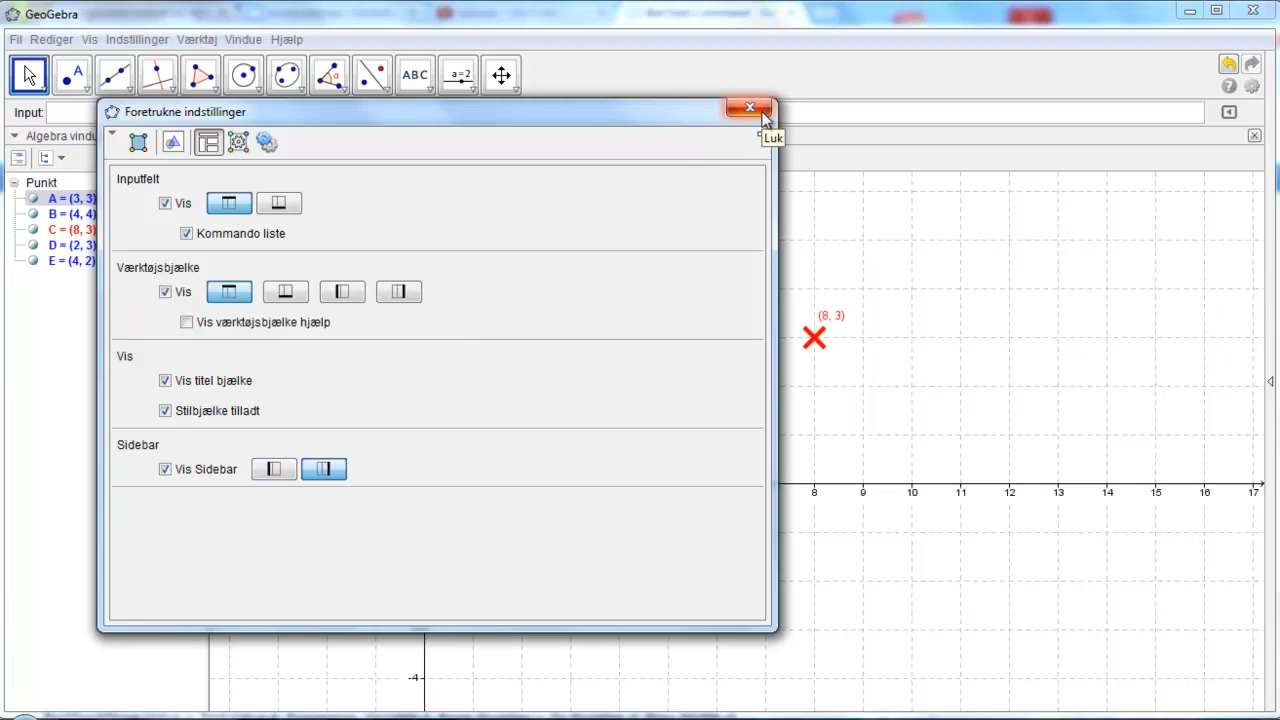 GeoGebra
Fil Rediger Vis Indstillinger Værktøj Vindue Hjælp
A ABC a=2
Input:
Foretrukne indstillinger
Luk
Algebra vindu
Punkt
A = (3, 3)
B = (4, 4)
C = (8, 3)
D = (2, 3)
E = (4, 2)
Inputfelt
Vis
Kommando liste
Værktøjsbjælke
Vis
Vis værktøjsbjælke hjælp
Vis
Vis titel bjælke
Stilbjælke tilladt
Sidebar
Vis Sidebar
(8, 3)
8 9 10 11 12 13 14 15 16 17
-4